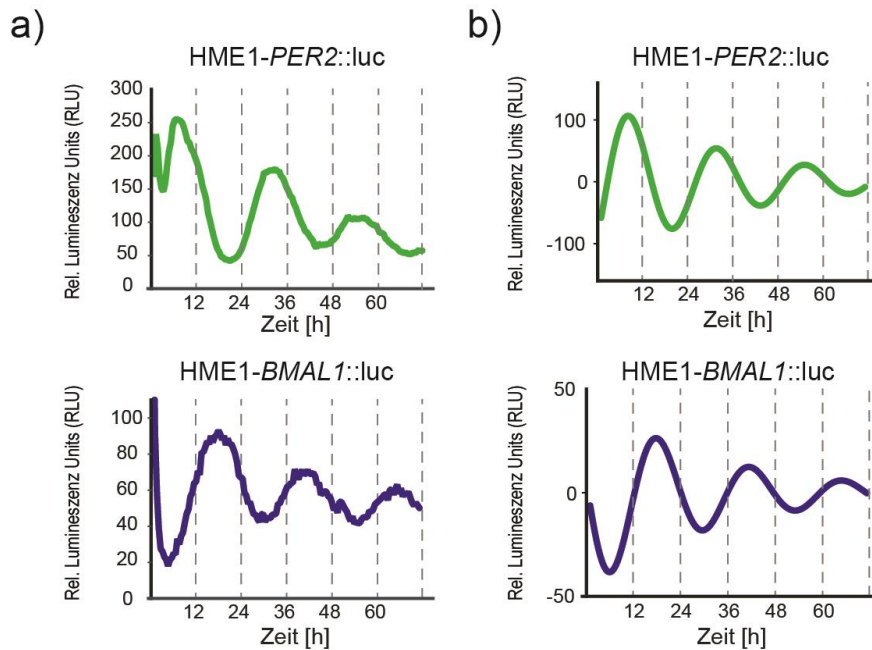 a)
HME1-PER2::luc
Rel. Lumineszenz Units (RLU)
300
250
200
150
100
50
0
12 24 36 48 60
Zeit [h]
HME1-BMAL1::luc
Rel. Lumineszenz Units (RLU)
100
80
60
40
20
0
12 24 36 48 60
Zeit [h]
b)
HME1-PER2::luc
Rel. Lumineszenz Units (RLU)
100
0
-100
12 24 36 48 60
Zeit [h]
HME1-BMAL1::luc
Rel. Lumineszenz Units (RLU)
50
0
-50
12 24 36 48 60
Zeit [h]